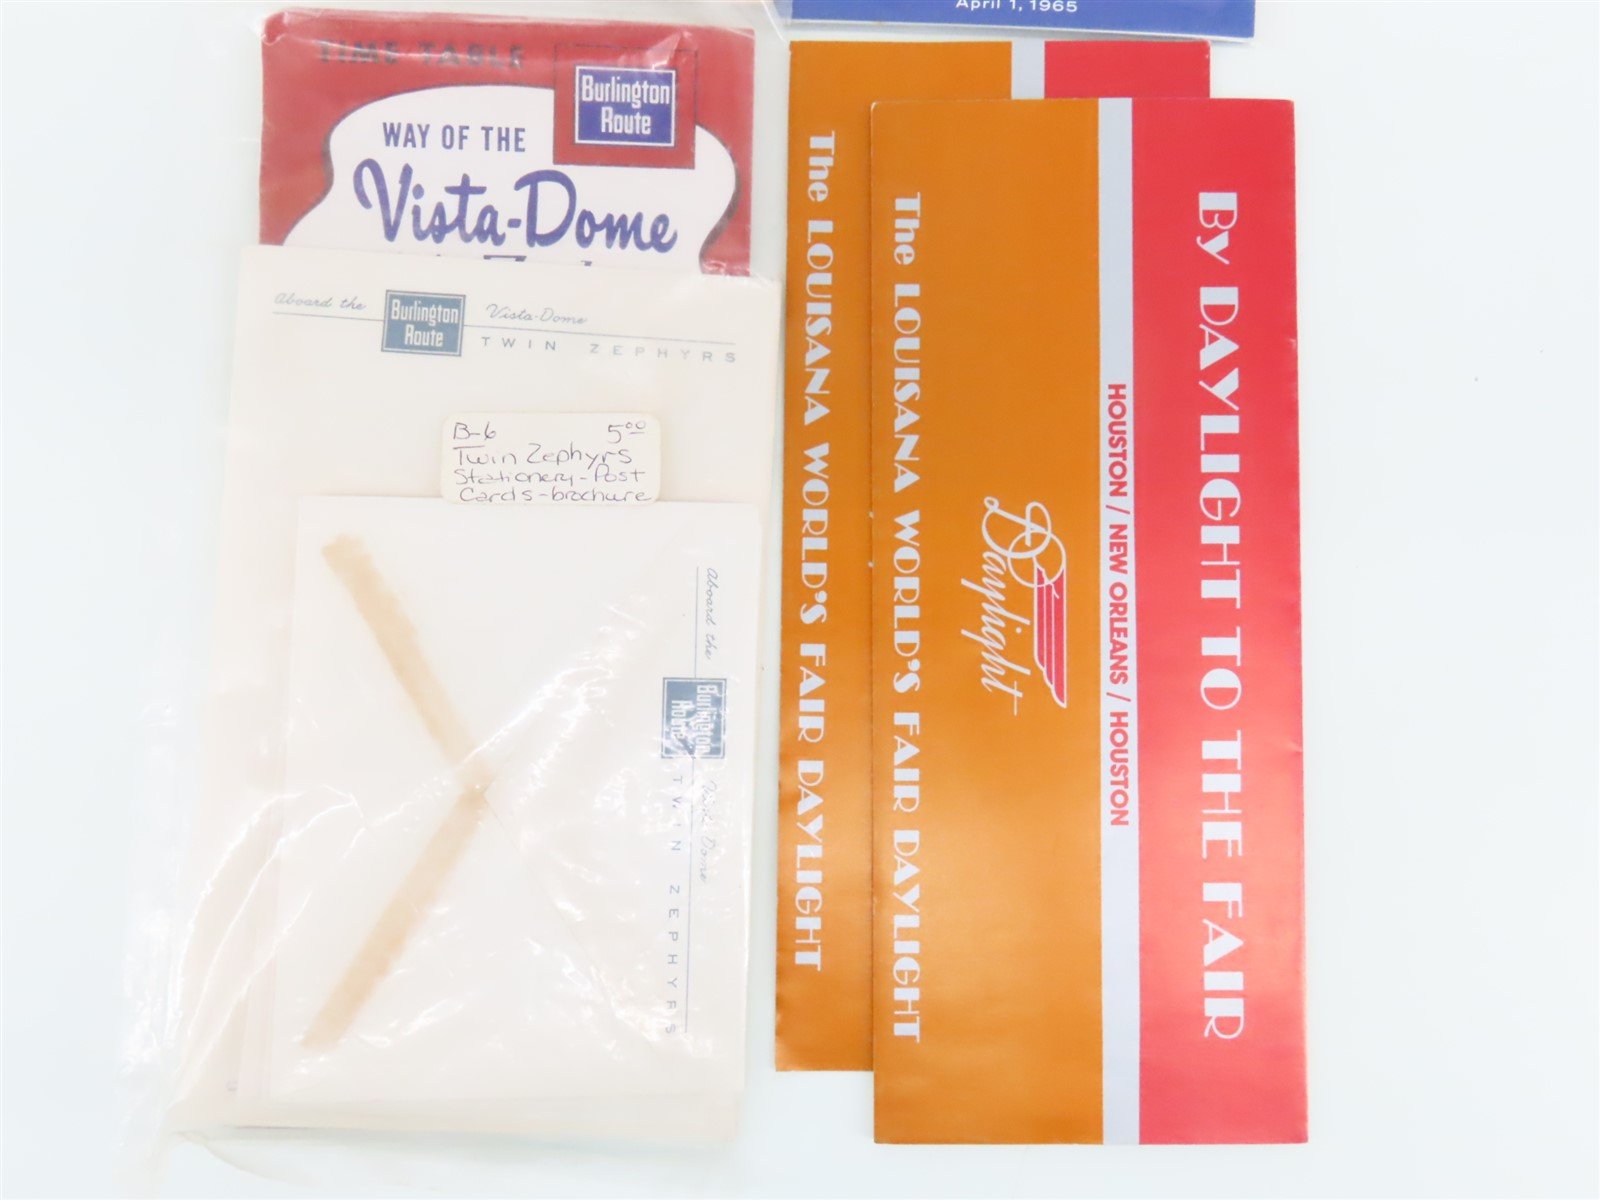 April 1, 1965
TIME TABLE
Burlington
Route
WAY OF THE
Vista-Dome
Aboard the
Burlington
Route
Vista-Dome
TWIN ZEPHYRS
B-6 5.00
Twin Zephyrs
Stationery-Post
Cards-brochure
Aboard the
Burlington
Route
Vista-Dome
TWIN ZEPHYRS
The LOUISANA WORLD'S FAIR DAYLIGHT
The LOUISANA WORLD'S FAIR DAYLIGHT
Daylight
HOUSTON / NEW ORLEANS / HOUSTON
By DAYLIGHT TO THE FAIR